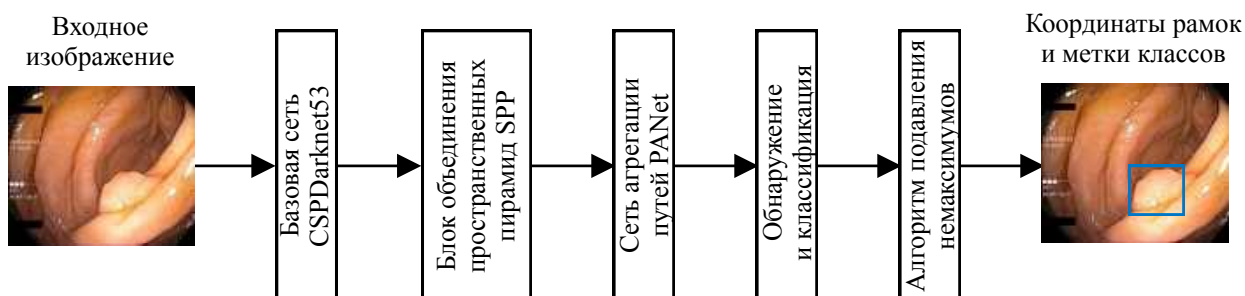 Входное
изображение
Базовая сеть
CSPDarknet53
Блок объединения
пространственных
пирамид SPP
Сеть агрегации
путей PANet
Обнаружение
и классификация
Алгоритм подавления
немаксимумов
Координаты рамок
и метки классов